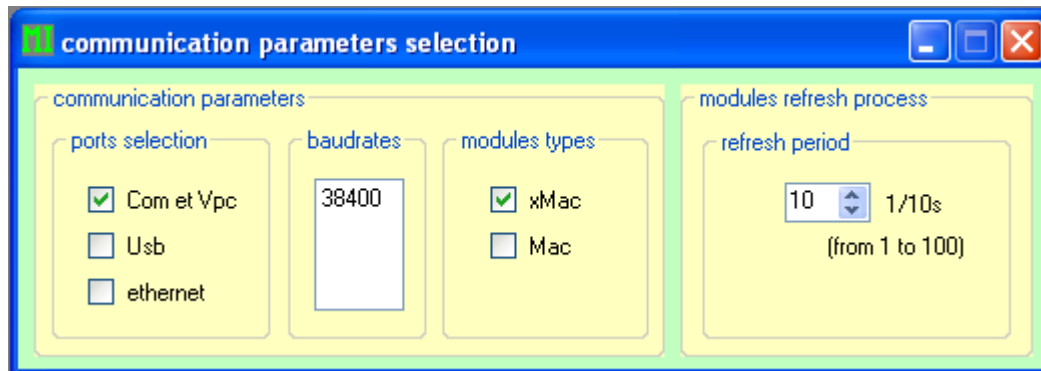 MI communication parameters selection
communication parameters
ports selection
Com et Vpc
Usb
ethernet
baudrates
38400
modules types
xMac
Mac
modules refresh process
refresh period
10 1/10s
(from 1 to 100)